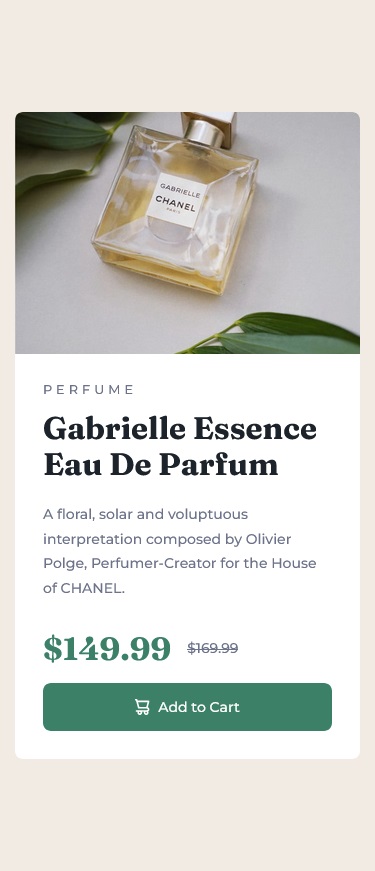 GABRIELLE
CHANEL
PARIS
PERFUME
Gabrielle Essence
Eau De Parfum
A floral, solar and voluptuous
interpretation composed by Olivier
Polge, Perfumer-Creator for the House
of CHANEL.
$149.99 $169.99
Add to Cart